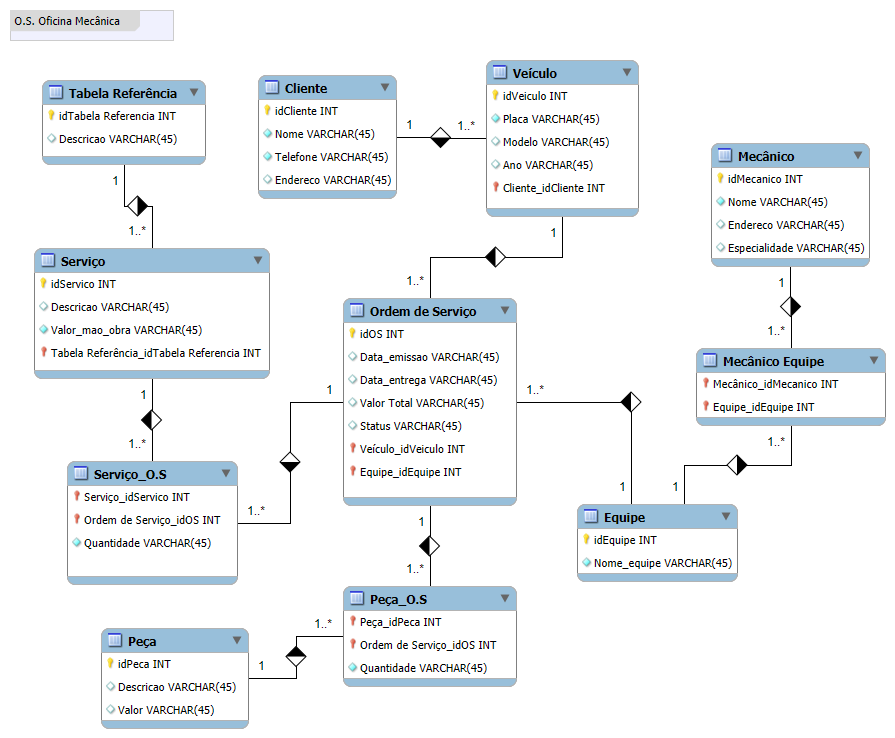 O.S. Oficina Mecânica
Tabela Referência
idTabela Referencia INT
Descricao VARCHAR(45)
Cliente
idCliente INT
Nome VARCHAR(45)
Telefone VARCHAR(45)
Endereco VARCHAR(45)
Veículo
idVeiculo INT
Placa VARCHAR(45)
Modelo VARCHAR(45)
Ano VARCHAR(45)
Cliente_idCliente INT
Mecânico
idMecanico INT
Nome VARCHAR(45)
Endereco VARCHAR(45)
Especialidade VARCHAR(45)
1
1..*
1
1..*
1
1..*
1
1..*
Serviço
idServico INT
Descricao VARCHAR(45)
Valor_mao_obra VARCHAR(45)
Tabela Referência_idTabela Referencia INT
Ordem de Serviço
idOS INT
Data_emissao VARCHAR(45)
Data_entrega VARCHAR(45)
Valor Total VARCHAR(45)
Status VARCHAR(45)
Veículo_idVeiculo INT
Equipe_idEquipe INT
Mecânico Equipe
Mecânico_idMecanico INT
Equipe_idEquipe INT
1
1..*
1
1..*
1..*
1
1..*
1
Serviço_O.S
Serviço_idServico INT
Ordem de Serviço_idOS INT
Quantidade VARCHAR(45)
Equipe
idEquipe INT
Nome_equipe VARCHAR(45)
1
1..*
Peça_O.S
Peça_idPeca INT
Ordem de Serviço_idOS INT
Quantidade VARCHAR(45)
1..*
1
Peça
idPeca INT
Descricao VARCHAR(45)
Valor VARCHAR(45)